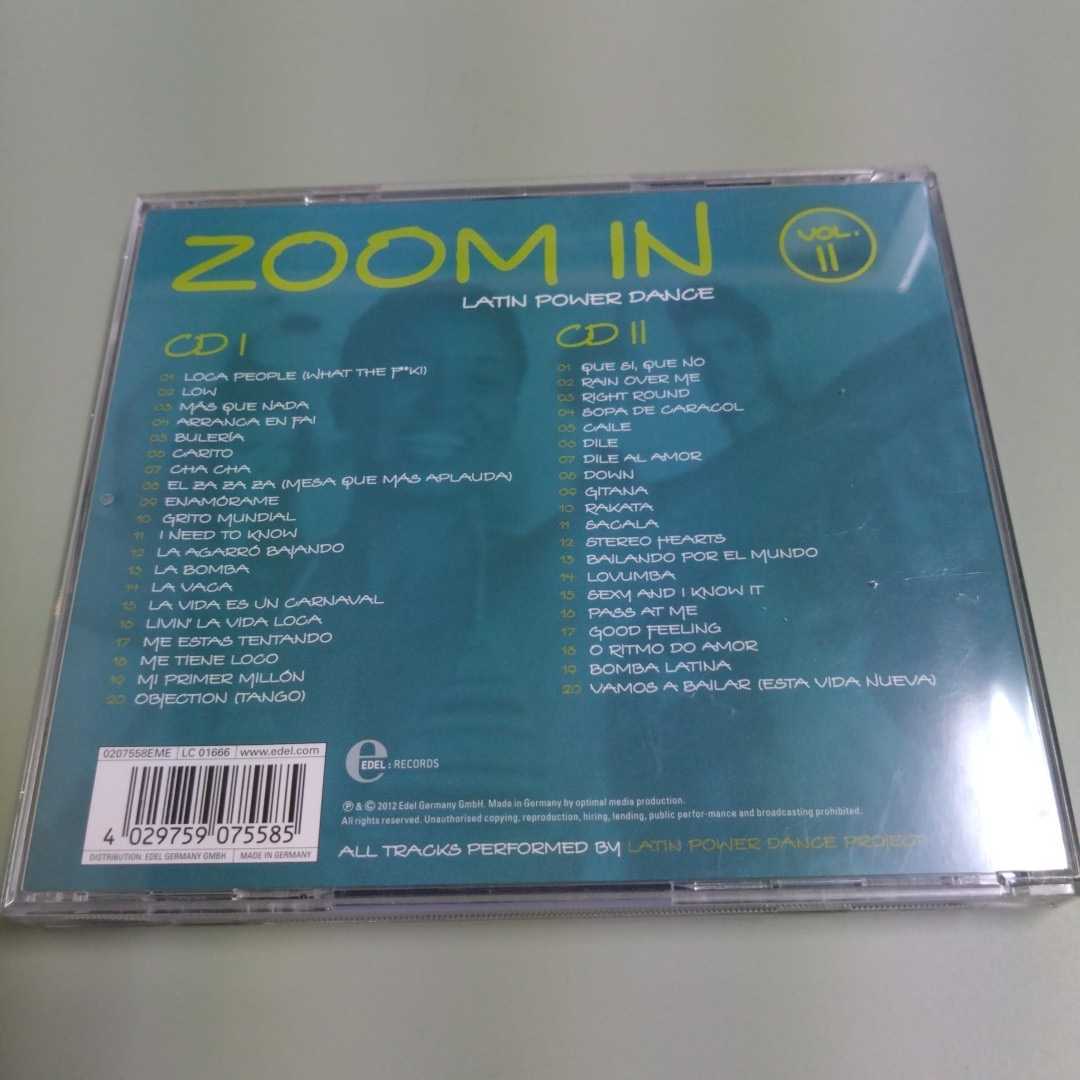 ZOOM IN
VOL.
II
LATIN POWER DANCE
CD I
01 LOCA PEOPLE (WHAT THE F**K!)
02 LOW
03 MÁS QUE NADA
04 ARRANCA EN FA!
05 BULERÍA
06 CARITO
07 CHA CHA
08 EL ZA ZA ZA (MESA QUE MÁS APLAUDA)
09 ENAMÓRAME
10 GRITO MUNDIAL
11 I NEED TO KNOW
12 LA AGARRÓ BAJANDO
13 LA BOMBA
14 LA VACA
15 LA VIDA ES UN CARNAVAL
16 LIVIN' LA VIDA LOCA
17 ME ESTAS TENTANDO
18 ME TIENE LOCO
19 MI PRIMER MILLÓN
20 OBJECTION (TANGO)
CD II
01 QUE SI, QUE NO
02 RAIN OVER ME
03 RIGHT ROUND
04 SOPA DE CARACOL
05 CAILE
06 DILE
07 DILE AL AMOR
08 DOWN
09 GITANA
10 RAKATA
11 SACALA
12 STEREO HEARTS
13 BAILANDO POR EL MUNDO
14 LOVUMBA
15 SEXY AND I KNOW IT
16 PASS AT ME
17 GOOD FEELING
18 O RITMO DO AMOR
19 BOMBA LATINA
20 VAMOS A BAILAR (ESTA VIDA NUEVA)
0207558EME LC 01666 www.edel.com
4 029759 075585
DISTRIBUTION: EDEL GERMANY GMBH MADE IN GERMANY
e
EDEL : RECORDS
℗ & © 2012 Edel Germany GmbH. Made in Germany by optimal media production.
All rights reserved. Unauthorised copying, reproduction, hiring, lending, public perfor-mance and broadcasting prohibited.
ALL TRACKS PERFORMED BY LATIN POWER DANCE PROJECT